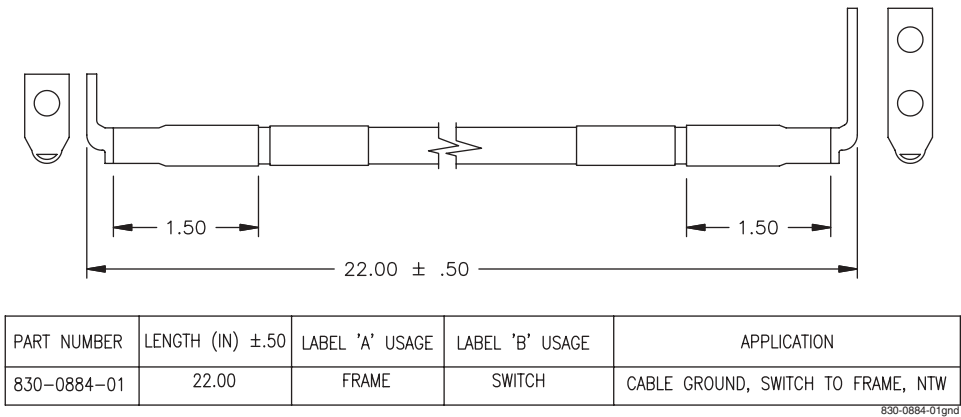 1.50
1.50
22.00 ± .50
PART NUMBER LENGTH (IN) ±.50 LABEL 'A' USAGE LABEL 'B' USAGE APPLICATION
830-0884-01 22.00 FRAME SWITCH CABLE GROUND, SWITCH TO FRAME, NTW
830-0884-01gnd